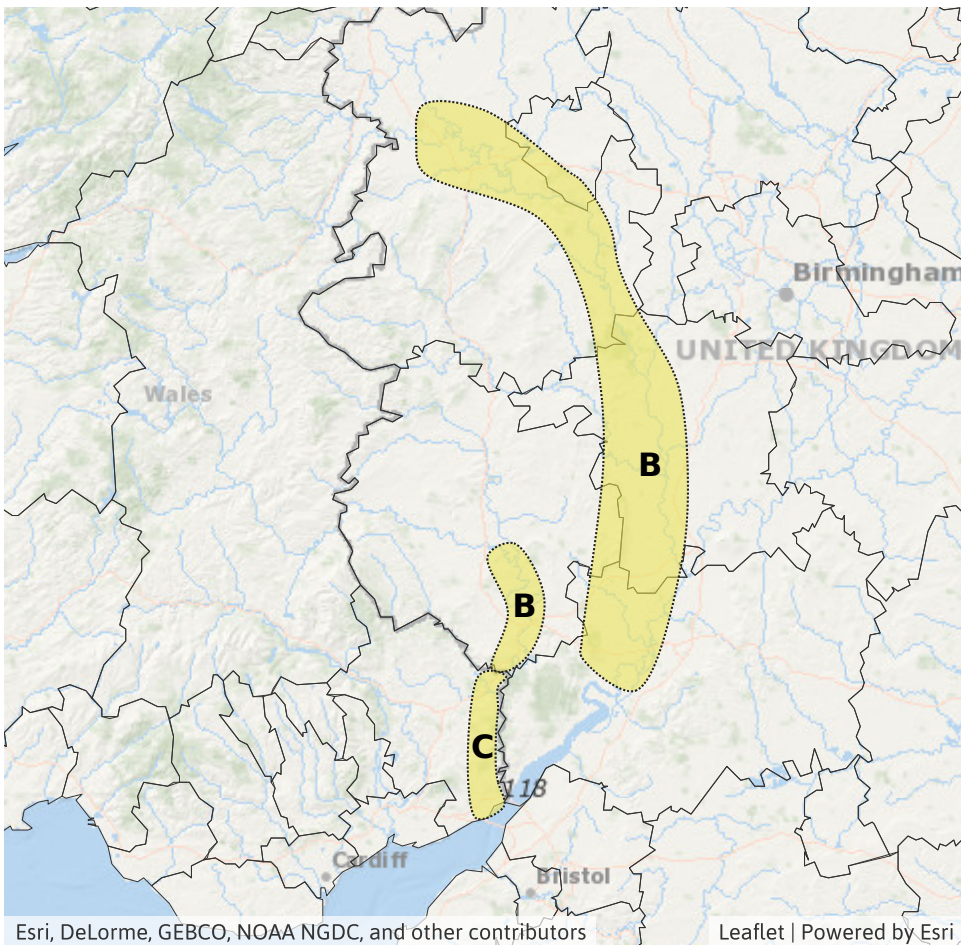 Birmingham
UNITED KINGDOM
Wales
B
B
C
118
Cardiff
Bristol
Esri, DeLorme, GEBCO, NOAA NGDC, and other contributors
Leaflet | Powered by Esri